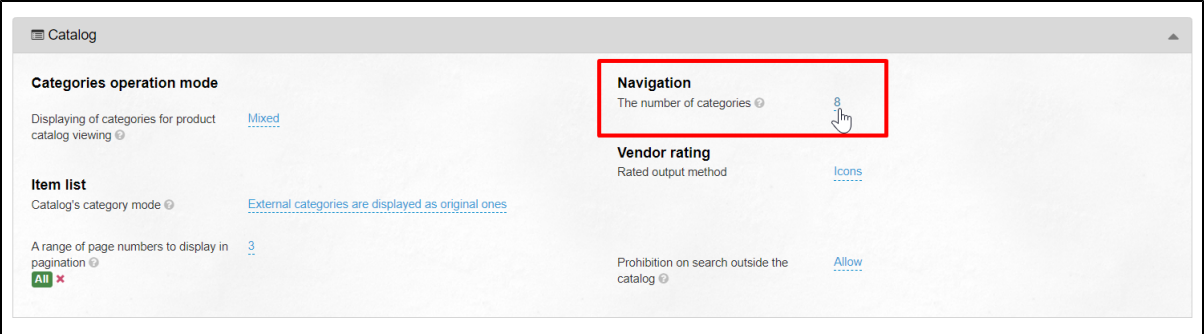 Catalog
Categories operation mode
Displaying of categories for product
catalog viewing
Mixed
Item list
Catalog's category mode
External categories are displayed as original ones
A range of page numbers to display in
pagination
3
All
Navigation
The number of categories
8
Vendor rating
Rated output method
Icons
Prohibition on search outside the
catalog
Allow